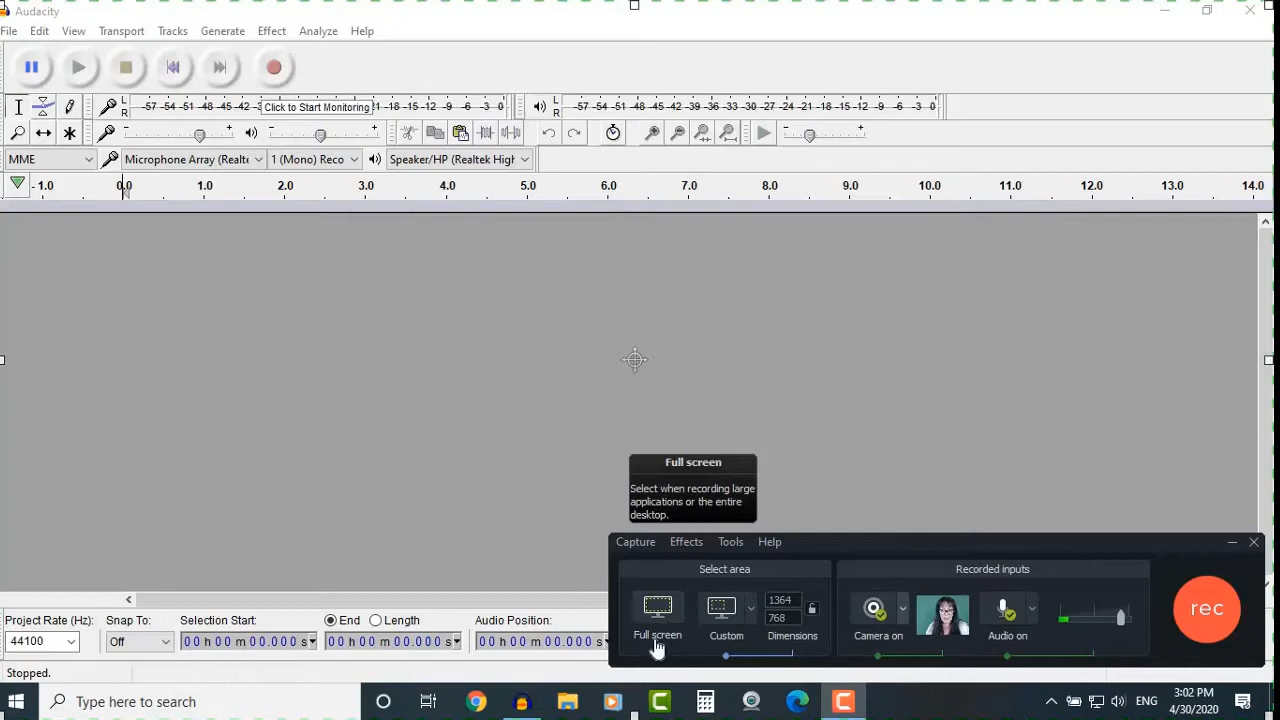 Audacity
File Edit View Transport Tracks Generate Effect Analyze Help
L R -57 -54 -51 -48 -45 -42 -3 Click to Start Monitoring 1 -18 -15 -12 -9 -6 -3 0 L R -57 -54 -51 -48 -45 -42 -39 -36 -33 -30 -27 -24 -21 -18 -15 -12 -9 -6 -3 0
MME Microphone Array (Realte 1 (Mono) Reco Speaker/HP (Realtek High
- 1.0 0.0 1.0 2.0 3.0 4.0 5.0 6.0 7.0 8.0 9.0 10.0 11.0 12.0 13.0 14.0
Full screen
Select when recording large
applications or the entire
desktop.
Capture Effects Tools Help
Select area Recorded inputs
1364
768
Full screen Custom Dimensions Camera on Audio on
rec
Project Rate (Hz): Snap To: Selection Start: End Length Audio Position:
44100 Off 00 h 00 m 00.000 s 00 h 00 m 00.000 s 00 h 00 m 00.000 s
Stopped.
Type here to search ENG 3:02 PM
4/30/2020